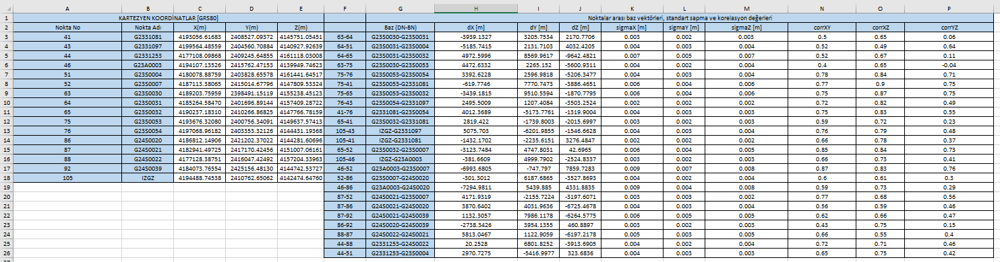 A B C D E F G H I J K L M N O P
1 KARTEZYEN KOORDİNATLAR [GRS80] Noktalar arası baz vektörleri, standart sapma ve korelasyon değerleri
2 Nokta No Nokta Adı X(m) Y(m) Z(m) Baz (DN-BN) dX [m] dY [m] dZ [m] sigmaX [m] sigmaY [m] sigmaZ [m] corrXY corrXZ corrYZ
3 41 G2331081 4193056.61683 2408527.09372 4145751.05451 63-64 G23S0030-G23S0031 -3939.1327 3205.7534 2170.7706 0.003 0.002 0.003 0.5 0.65 0.06
4 43 G2331097 4199564.48559 2404560.70884 4140927.92639 64-51 G23S0031-G23S0004 -5185.7415 2131.7103 4032.4205 0.004 0.003 0.004 0.52 0.49 0.64
5 44 G2331253 4177108.09868 2409245.64855 4161118.03008 64-65 G23S0031-G23S0032 4972.5996 8569.9617 -9642.4821 0.007 0.005 0.007 0.52 0.67 0.11
6 46 G23A0003 4194107.13526 2415762.47153 4139949.74623 63-75 G23S0030-G23S0053 4472.6332 2265.152 -5600.9311 0.004 0.002 0.004 0.4 0.65 -0.04
7 51 G23S0004 4180078.88759 2403828.65578 4161441.64517 75-76 G23S0053-G23S0054 3392.6228 2596.9818 -5206.3477 0.004 0.003 0.004 0.78 0.84 0.71
8 52 G23S0007 4187113.38065 2415014.67796 4147809.53324 75-41 G23S0053-G2331081 -619.7746 7770.7473 -3886.4651 0.006 0.004 0.006 0.77 0.9 0.75
9 63 G23S0030 4189203.75959 2398491.15119 4155238.45123 75-65 G23S0053-G23S0032 -3439.1815 9510.5594 -1870.7795 0.006 0.004 0.006 0.75 0.87 0.75
10 64 G23S0031 4185264.58470 2401696.89144 4157409.28722 76-43 G23S0054-G2331097 2495.5009 1207.4084 -3503.2524 0.002 0.002 0.002 0.72 0.82 0.49
11 65 G23S0032 4190237.18310 2410266.86825 4147766.78159 41-76 G2331081-G23S0054 4012.3689 -5173.7761 -1319.9004 0.004 0.003 0.003 0.75 0.83 0.55
12 75 G23S0053 4193676.32080 2400756.34091 4149637.57413 65-41 G23S0032-G2331081 2819.422 -1739.8003 -2015.6997 0.003 0.002 0.003 0.59 0.72 0.23
13 76 G23S0054 4197068.96182 2403353.32126 4144431.19368 105-43 IZGZ-G2331097 5075.703 -6201.9855 -1546.6628 0.004 0.003 0.004 0.76 0.79 0.48
14 86 G24S0020 4186812.14906 2421202.37022 4144281.60696 105-41 IZGZ-G2331081 -1432.1702 -2235.6151 3276.4847 0.002 0.002 0.002 0.66 0.78 0.37
15 87 G24S0021 4182941.49725 2417170.42456 4151007.06161 65-52 G23S0032-G23S0007 -3123.7484 4747.8031 42.6965 0.006 0.004 0.005 0.85 0.84 0.73
16 88 G24S0022 4177128.38751 2416047.42492 4157204.93963 105-46 IZGZ-G23A0003 -381.6609 4999.7902 -2524.8337 0.003 0.002 0.003 0.66 0.73 0.41
17 92 G24S0039 4184073.76554 2425156.48130 4144742.53727 46-52 G23A0003-G23S0007 -6993.6805 -747.797 7859.7283 0.009 0.007 0.008 0.87 0.83 0.76
18 105 IZGZ 4194488.74538 2410762.65062 4142474.64760 52-86 G23S0007-G24S0020 -301.3012 6187.6865 -3527.8693 0.004 0.002 0.004 0.6 0.61 0.3
19 46-86 G23A0003-G24S0020 -7294.9811 5439.885 4331.8835 0.009 0.004 0.008 0.59 0.73 0.29
20 87-52 G24S0021-G23S0007 4171.9319 -2155.7224 -3197.6071 0.003 0.003 0.002 0.77 0.68 0.56
21 87-86 G24S0021-G24S0020 3870.6402 4031.9636 -6725.4678 0.004 0.003 0.004 0.56 0.59 0.46
22 87-92 G24S0021-G24S0039 1132.3057 7986.1178 -6264.5775 0.006 0.005 0.005 0.62 0.66 0.47
23 86-92 G24S0020-G24S0039 -2738.3426 3954.1355 460.8897 0.003 0.002 0.003 0.43 0.75 0.15
24 88-87 G24S0022-G24S0021 5813.0467 1122.9059 -6197.2178 0.005 0.003 0.005 0.66 0.55 0.4
25 44-88 G2331253-G24S0022 20.2528 6801.8252 -3913.6905 0.004 0.002 0.004 0.72 0.71 0.46
26 44-51 G2331253-G23S0004 2970.7275 -5416.9977 323.6836 0.004 0.003 0.003 0.65 0.75 0.42